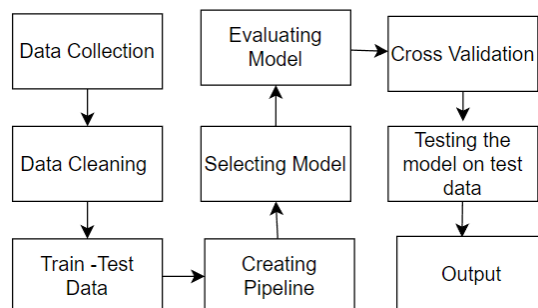 Data Collection
Data Cleaning
Train -Test
Data
Creating
Pipeline
Selecting Model
Evaluating
Model
Cross Validation
Testing the
model on test
data
Output